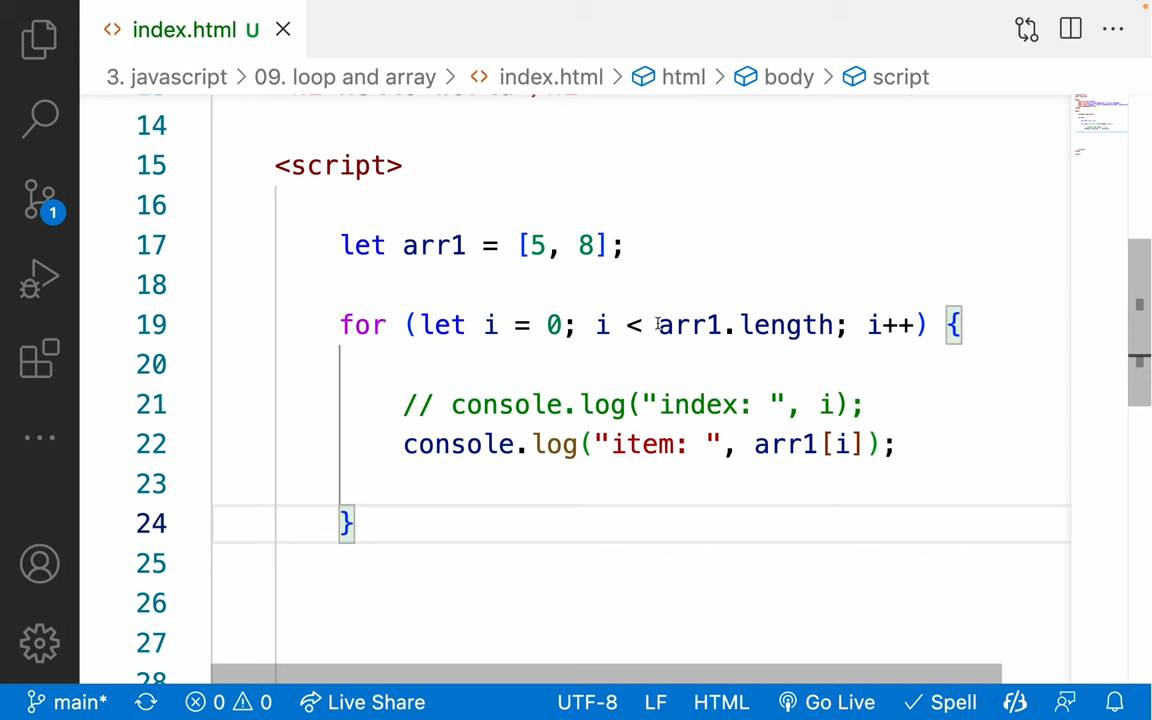 index.html U
3. javascript > 09. loop and array > index.html > html > body > script
14
15 <script>
16
17 let arr1 = [5, 8];
18
19 for (let i = 0; i < arr1.length; i++) {
20
21 // console.log("index: ", i);
22 console.log("item: ", arr1[i]);
23
24 }
25
26
27
28
1
main* 0 0 Live Share UTF-8 LF HTML Go Live Spell